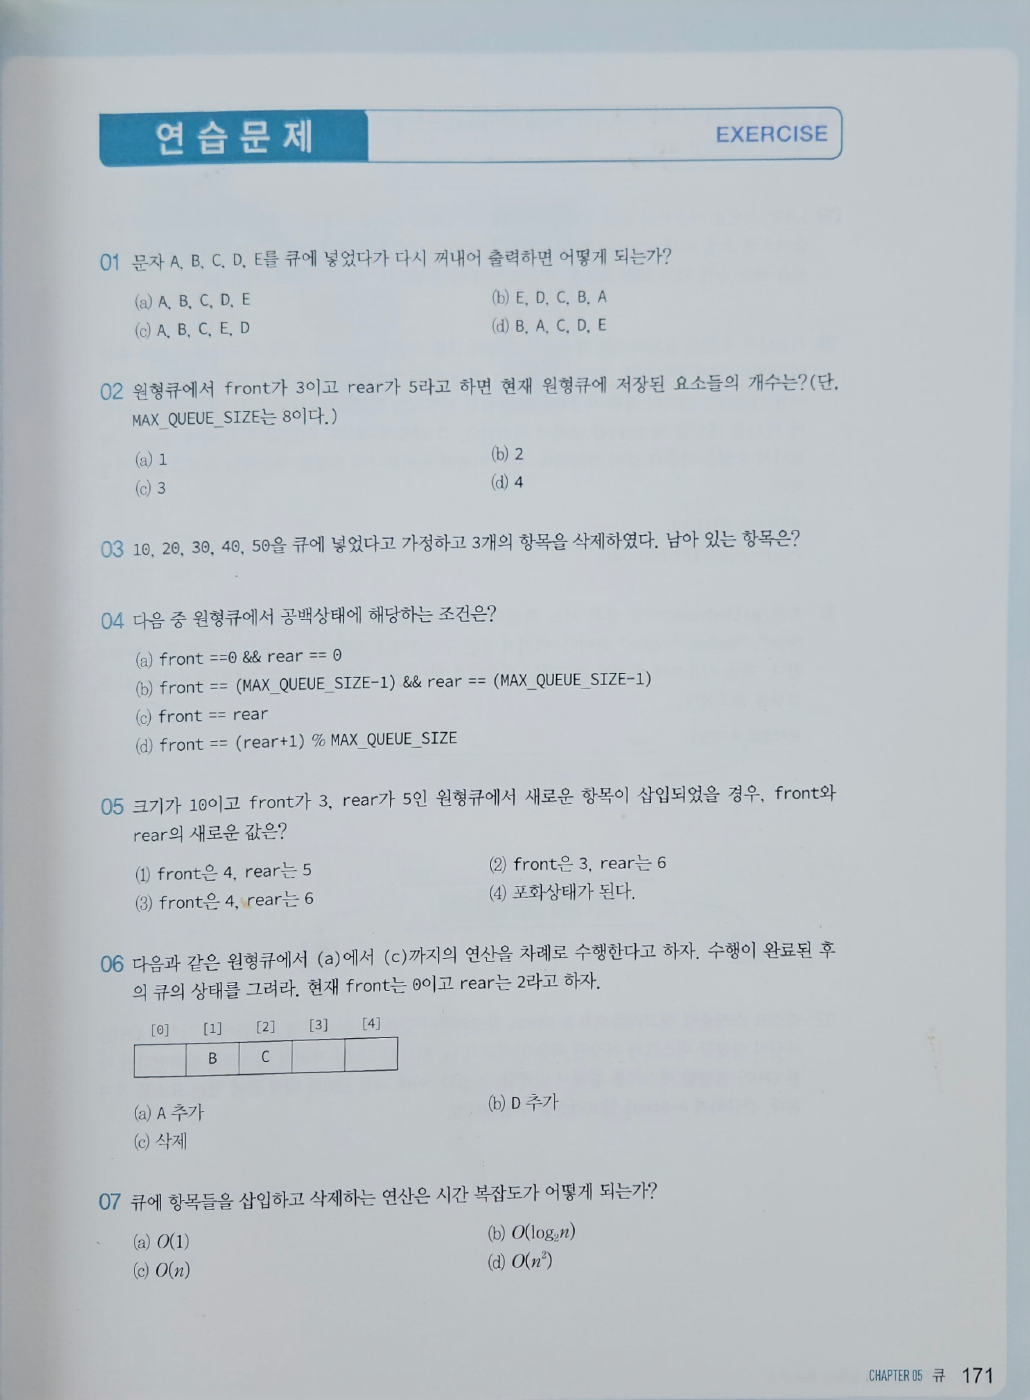 연습문제
EXERCISE
01 문자 A, B, C, D, E를 큐에 넣었다가 다시 꺼내어 출력하면 어떻게 되는가?
(a) A, B, C, D, E (b) E, D, C, B, A
(c) A, B, C, E, D (d) B, A, C, D, E
02 원형큐에서 front가 3이고 rear가 5라고 하면 현재 원형큐에 저장된 요소들의 개수는?(단,
MAX_QUEUE_SIZE는 8이다.)
(a) 1 (b) 2
(c) 3 (d) 4
03 10, 20, 30, 40, 50을 큐에 넣었다고 가정하고 3개의 항목을 삭제하였다. 남아 있는 항목은?
04 다음 중 원형큐에서 공백상태에 해당하는 조건은?
(a) front ==0 && rear == 0
(b) front == (MAX_QUEUE_SIZE-1) && rear == (MAX_QUEUE_SIZE-1)
(c) front == rear
(d) front == (rear+1) % MAX_QUEUE_SIZE
05 크기가 10이고 front가 3, rear가 5인 원형큐에서 새로운 항목이 삽입되었을 경우, front와
rear의 새로운 값은?
(1) front은 4, rear는 5 (2) front은 3, rear는 6
(3) front은 4, rear는 6 (4) 포화상태가 된다.
06 다음과 같은 원형큐에서 (a)에서 (c)까지의 연산을 차례로 수행한다고 하자. 수행이 완료된 후
의 큐의 상태를 그려라. 현재 front는 0이고 rear는 2라고 하자.
[0] [1] [2] [3] [4]
B C
(a) A 추가 (b) D 추가
(c) 삭제
07 큐에 항목들을 삽입하고 삭제하는 연산은 시간 복잡도가 어떻게 되는가?
(a) O(1) (b) O(log₂n)
(c) O(n) (d) O(n²)
CHAPTER 05 큐 171